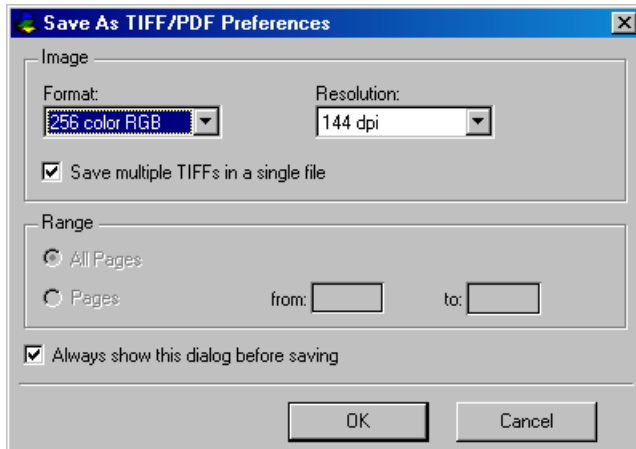 Save As TIFF/PDF Preferences
Image
Format: Resolution:
256 color RGB 144 dpi
Save multiple TIFFs in a single file
Range
All Pages
Pages from: to:
Always show this dialog before saving
OK Cancel